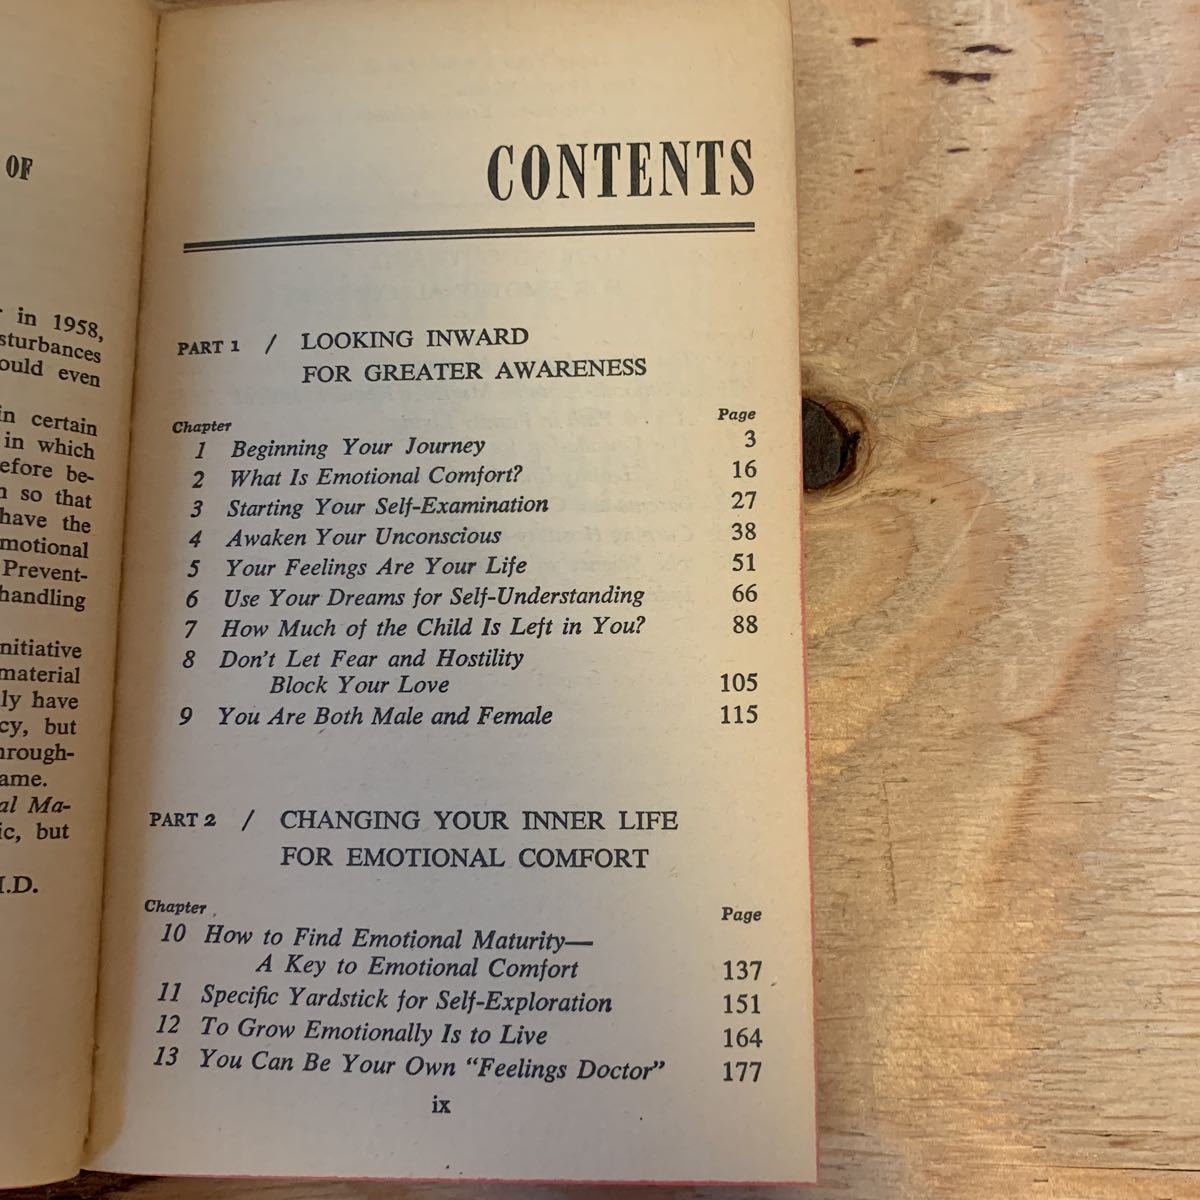 OF
in 1958,
sturbances
ould even
in certain
in which
efore be-
so that
have the
motional
Prevent-
handling
nitiative
material
ly have
cy, but
hrough-
ame.
al Ma-
ic, but
I.D.
CONTENTS
PART 1 / LOOKING INWARD
FOR GREATER AWARENESS
Chapter Page
1 Beginning Your Journey 3
2 What Is Emotional Comfort? 16
3 Starting Your Self-Examination 27
4 Awaken Your Unconscious 38
5 Your Feelings Are Your Life 51
6 Use Your Dreams for Self-Understanding 66
7 How Much of the Child Is Left in You? 88
8 Don't Let Fear and Hostility
Block Your Love 105
9 You Are Both Male and Female 115
PART 2 / CHANGING YOUR INNER LIFE
FOR EMOTIONAL COMFORT
Chapter Page
10 How to Find Emotional Maturity—
A Key to Emotional Comfort 137
11 Specific Yardstick for Self-Exploration 151
12 To Grow Emotionally Is to Live 164
13 You Can Be Your Own "Feelings Doctor" 177
ix